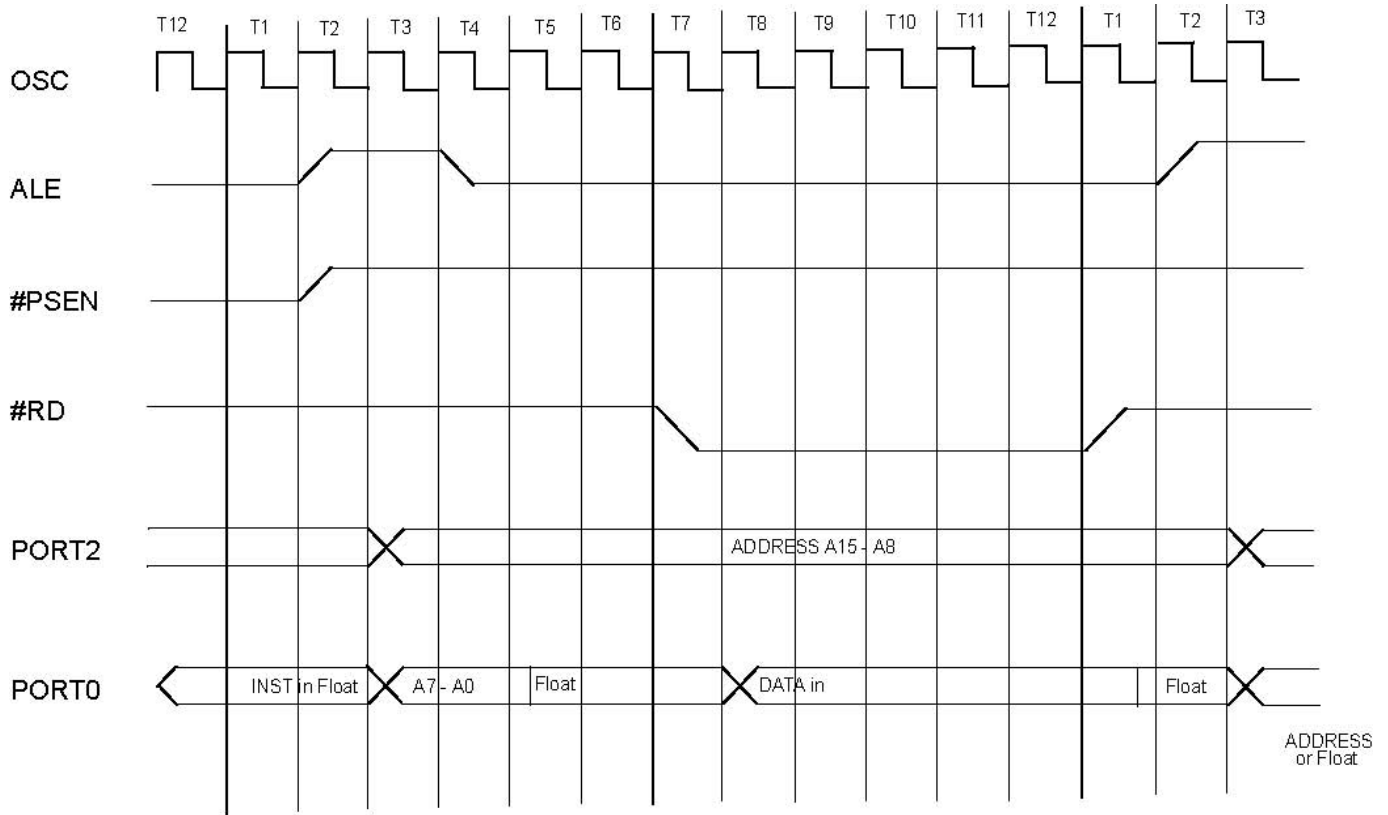 T12 T1 T2 T3 T4 T5 T6 T7 T8 T9 T10 T11 T12 T1 T2 T3
OSC
ALE
#PSEN
#RD
PORT2 ADDRESS A15 - A8
PORT0 INST in Float A7 - A0 Float DATA in Float
ADDRESS
or Float